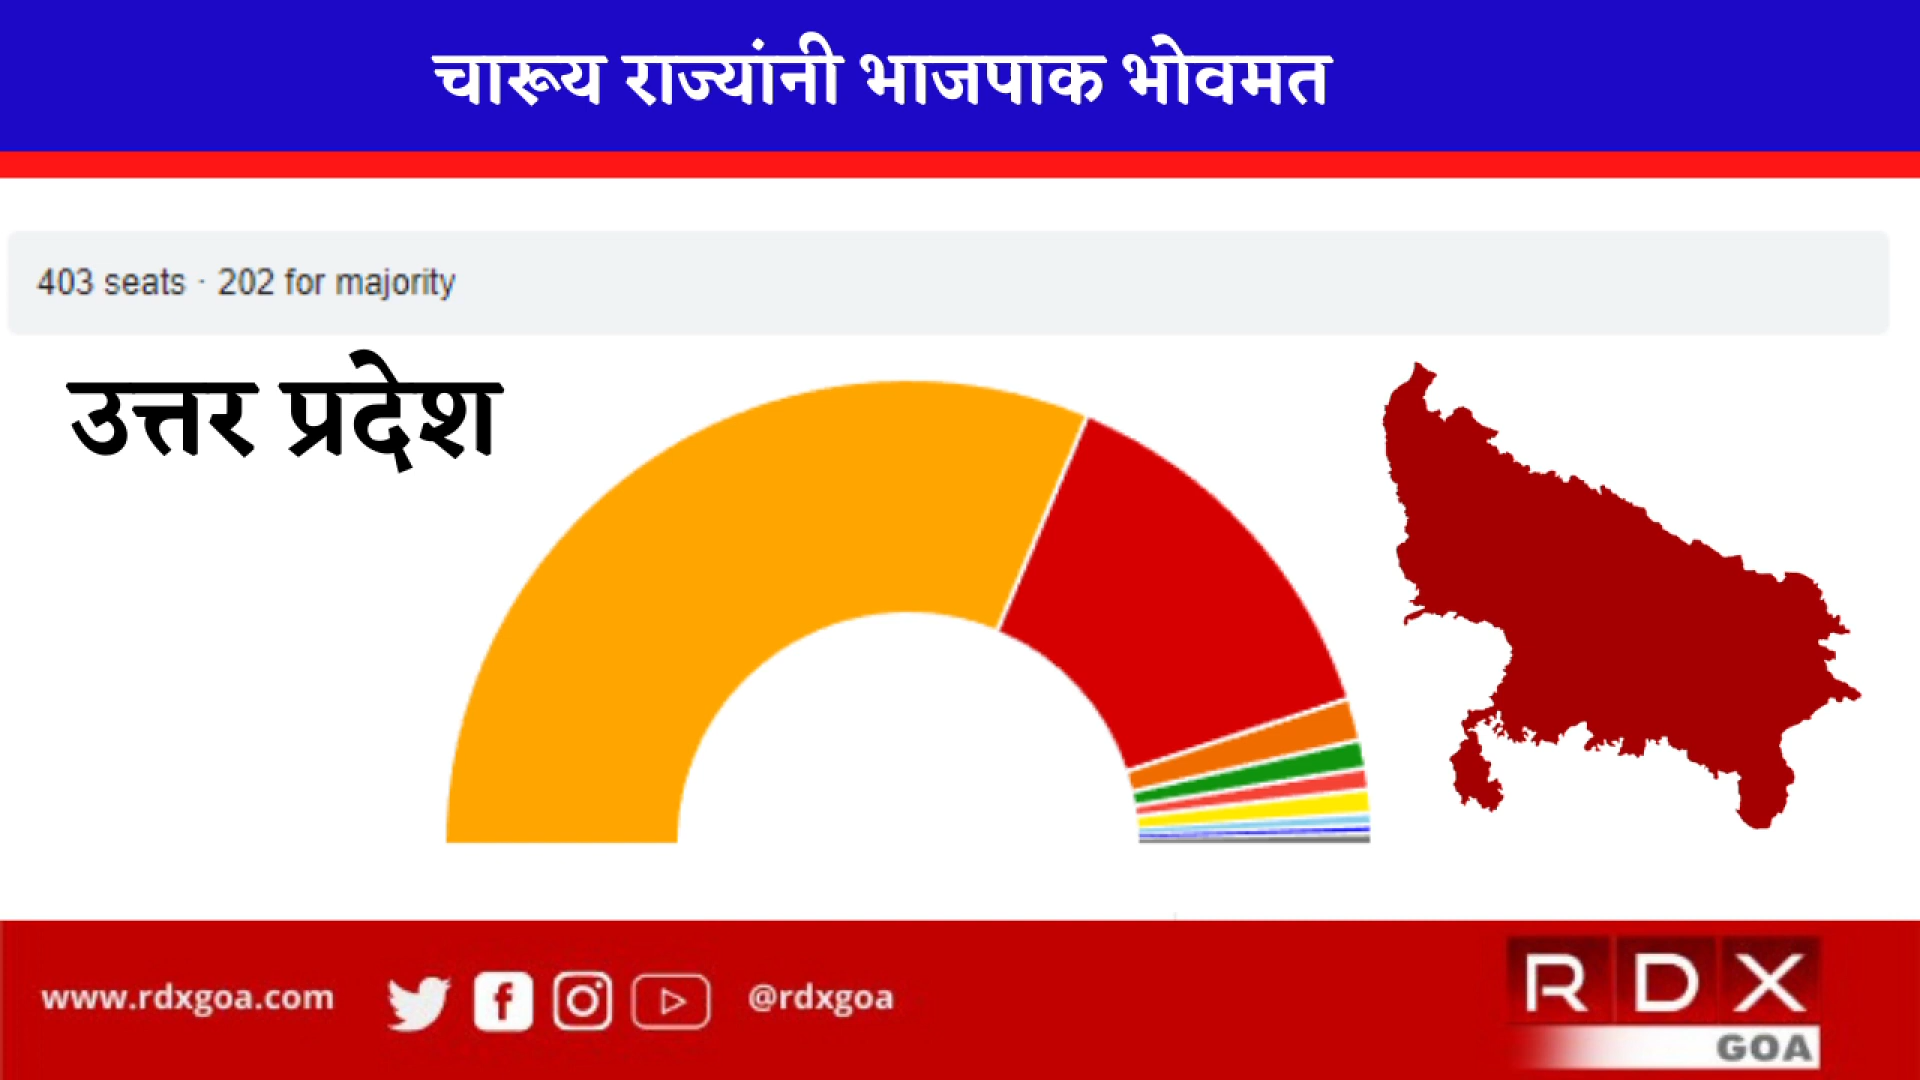 चारूय राज्यांनी भाजपाक भोवमत
403 seats · 202 for majority
उत्तर प्रदेश
www.rdxgoa.com
@rdxgoa
RDX
GOA